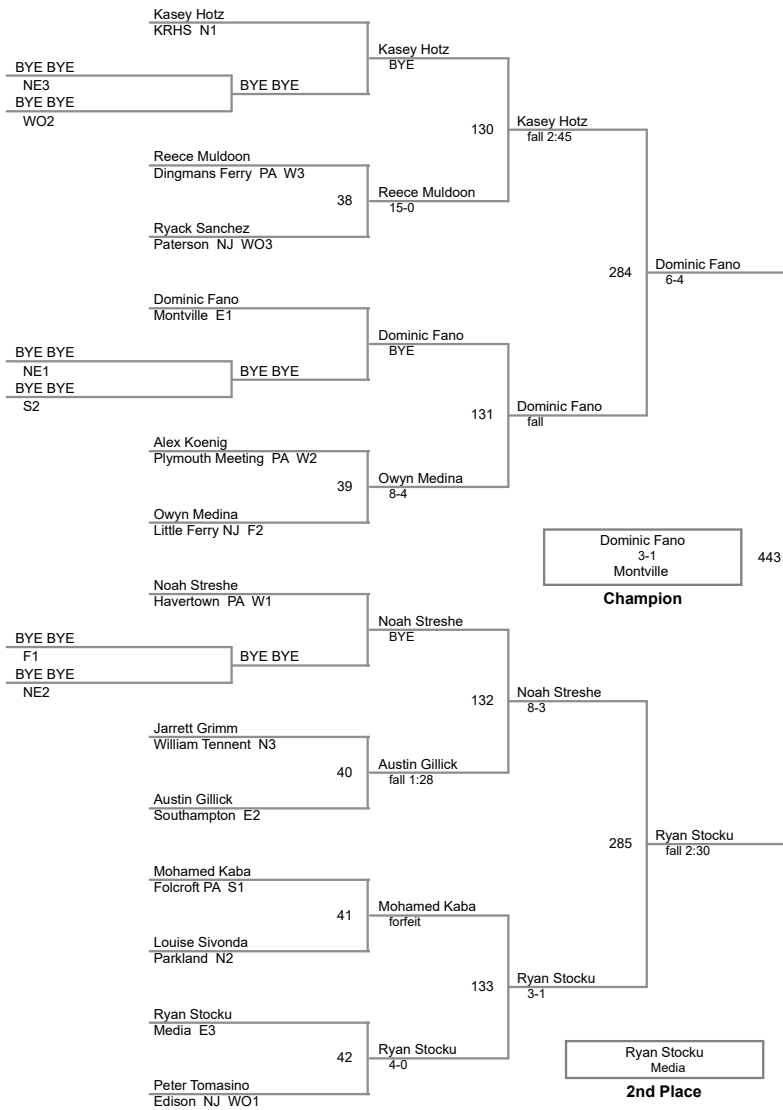 Kasey Hotz
KRHS N1
Kasey Hotz
BYE
BYE BYE
NE3
BYE BYE
BYE BYE
WO2
130
Kasey Hotz
fall 2:45
Reece Muldoon
Dingmans Ferry PA W3
38
Reece Muldoon
15-0
Ryack Sanchez
Paterson NJ WO3
284
Dominic Fano
6-4
Dominic Fano
Montville E1
Dominic Fano
BYE
BYE BYE
NE1
BYE BYE
BYE BYE
S2
131
Dominic Fano
fall
Alex Koenig
Plymouth Meeting PA W2
39
Owyn Medina
8-4
Owyn Medina
Little Ferry NJ F2
Dominic Fano
3-1
Montville
443
Champion
Noah Streshe
Havertown PA W1
Noah Streshe
BYE
BYE BYE
F1
BYE BYE
BYE BYE
NE2
132
Noah Streshe
8-3
Jarrett Grimm
William Tennent N3
40
Austin Gillick
fall 1:28
Austin Gillick
Southampton E2
285
Ryan Stocku
fall 2:30
Mohamed Kaba
Folcroft PA S1
41
Mohamed Kaba
forfeit
Louise Sivonda
Parkland N2
133
Ryan Stocku
3-1
Ryan Stocku
Media E3
42
Ryan Stocku
4-0
Peter Tomasino
Edison NJ WO1
Ryan Stocku
Media
2nd Place